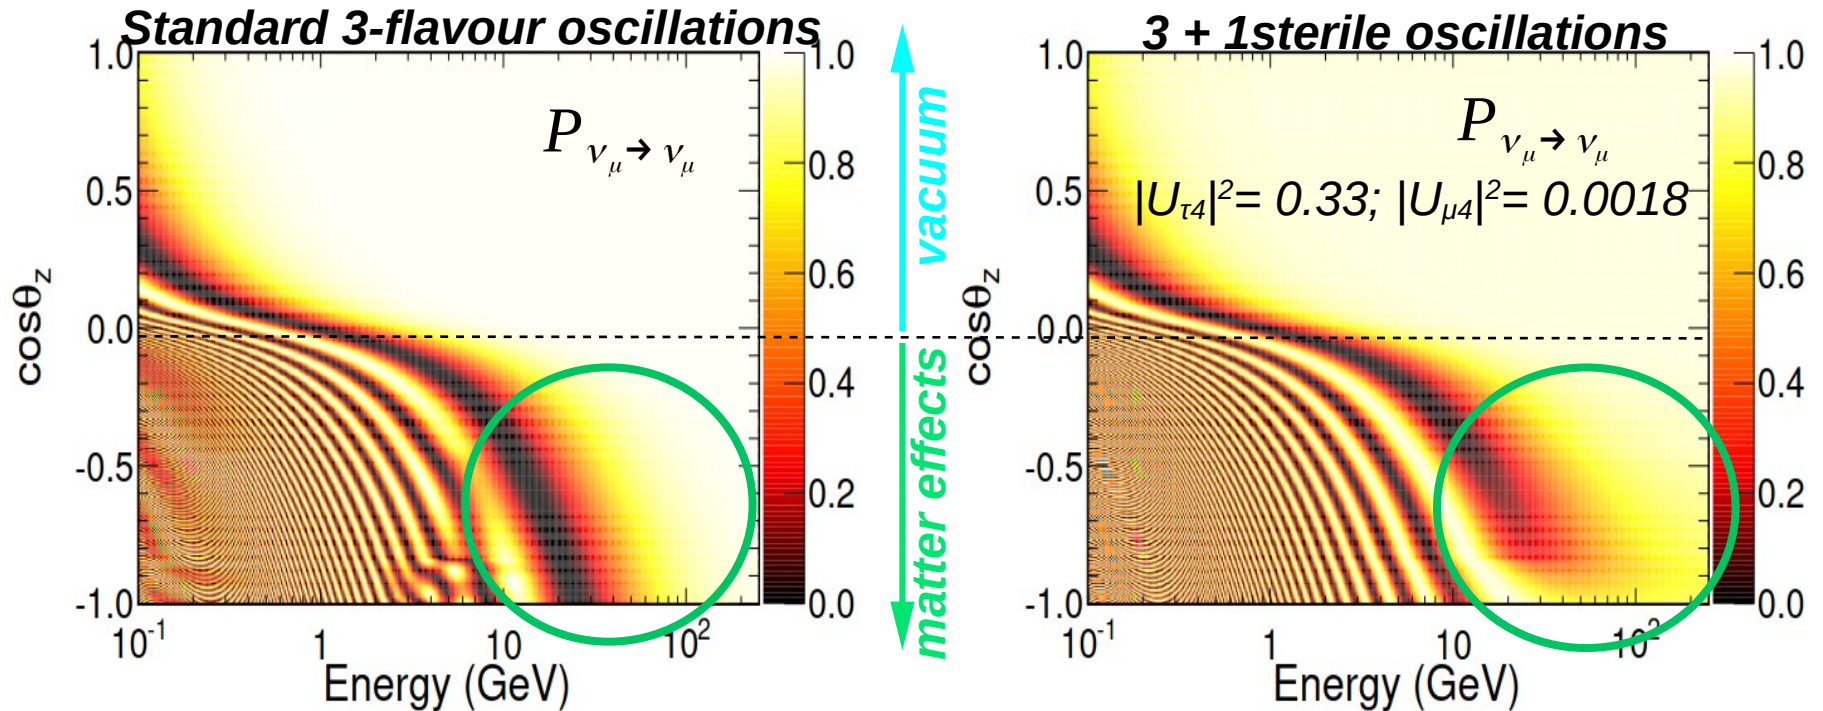 Standard 3-flavour oscillations
1.0
0.5
0.0
-0.5
-1.0
cosθz
P νμ → νμ
10⁻¹
1
10
10²
Energy (GeV)
1.0
0.8
0.6
0.4
0.2
0.0
vacuum
matter effects
3 + 1sterile oscillations
1.0
0.5
0.0
-0.5
-1.0
cosθz
P νμ → νμ
|Uτ4|²= 0.33; |Uμ4|²= 0.0018
10⁻¹
1
10
10²
Energy (GeV)
1.0
0.8
0.6
0.4
0.2
0.0